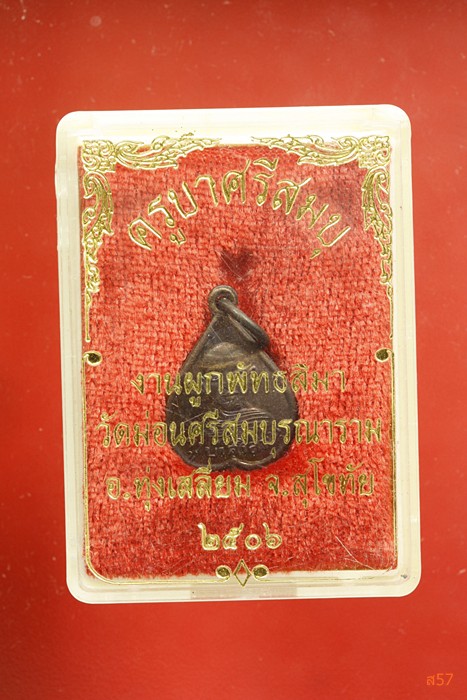 ครูบาศรีสมบุ
งานผูกพัทธสีมา
วัดม่อนศรีสมบุรณาราม
อ.ทุ่งเสลี่ยม จ.สุโขทัย
๒๕๐๖
ส57